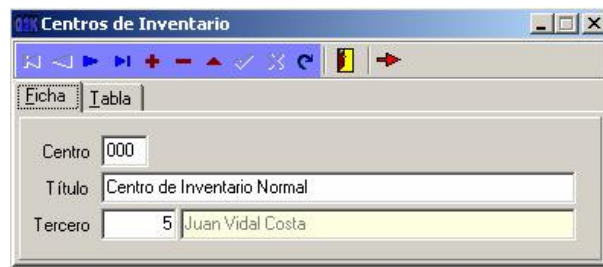 Centros de Inventario
Ficha Tabla
Centro 000
Título Centro de Inventario Normal
Tercero 5 Juan Vidal Costa